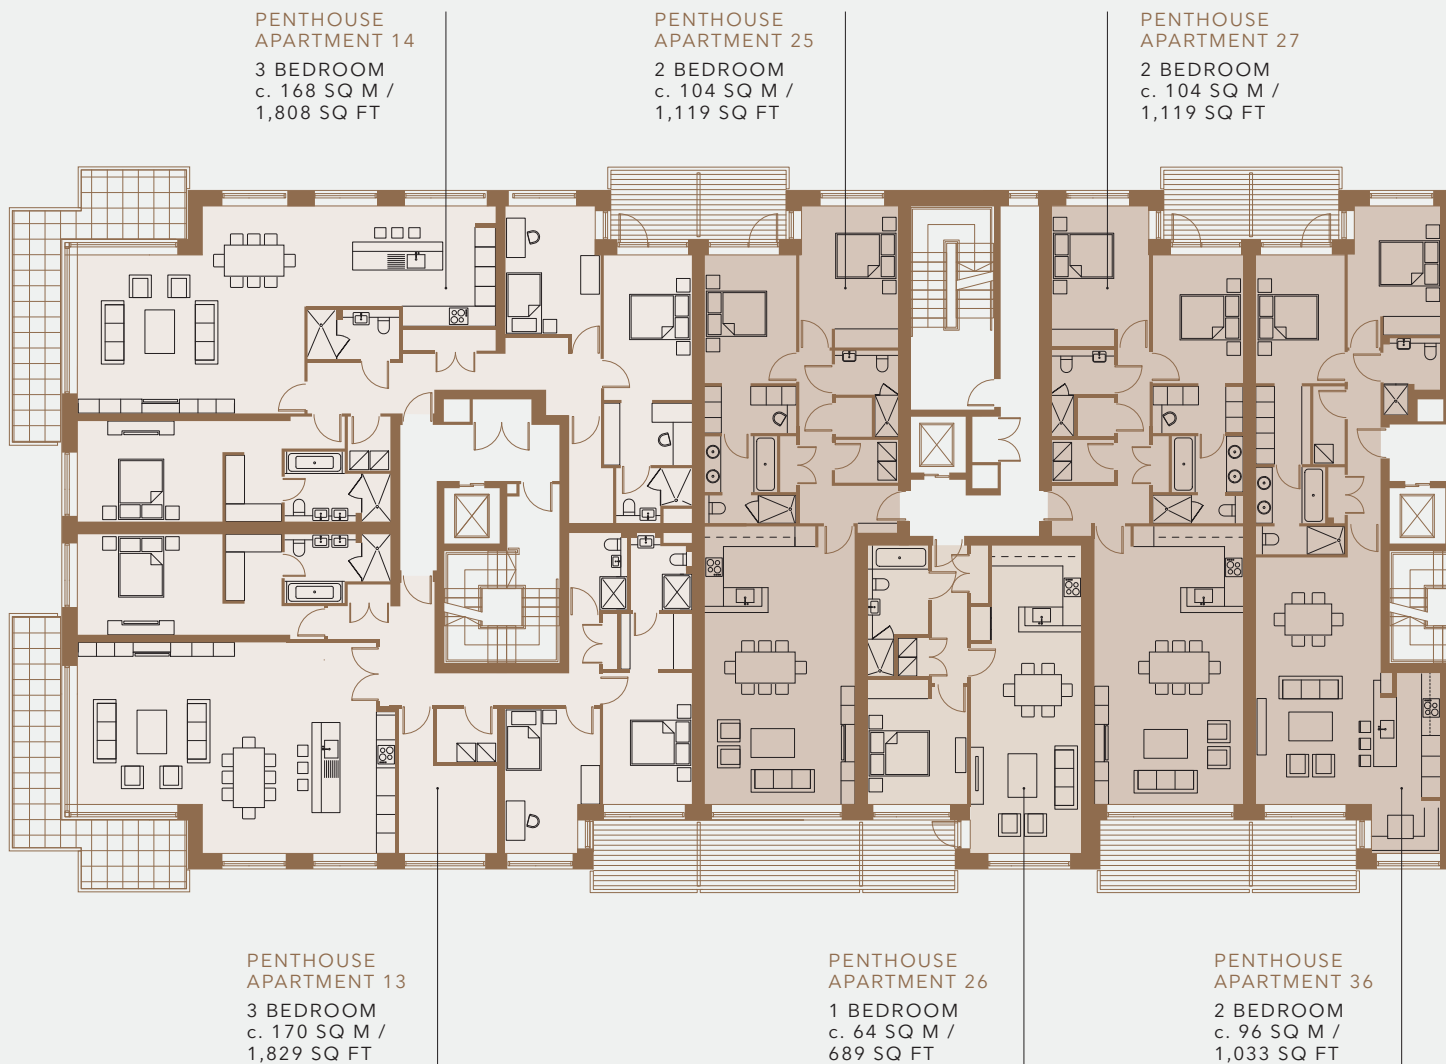 PENTHOUSE
APARTMENT 14
3 BEDROOM
c. 168 SQ M /
1,808 SQ FT
PENTHOUSE
APARTMENT 25
2 BEDROOM
c. 104 SQ M /
1,119 SQ FT
PENTHOUSE
APARTMENT 27
2 BEDROOM
c. 104 SQ M /
1,119 SQ FT
PENTHOUSE
APARTMENT 13
3 BEDROOM
c. 170 SQ M /
1,829 SQ FT
PENTHOUSE
APARTMENT 26
1 BEDROOM
c. 64 SQ M /
689 SQ FT
PENTHOUSE
APARTMENT 36
2 BEDROOM
c. 96 SQ M /
1,033 SQ FT